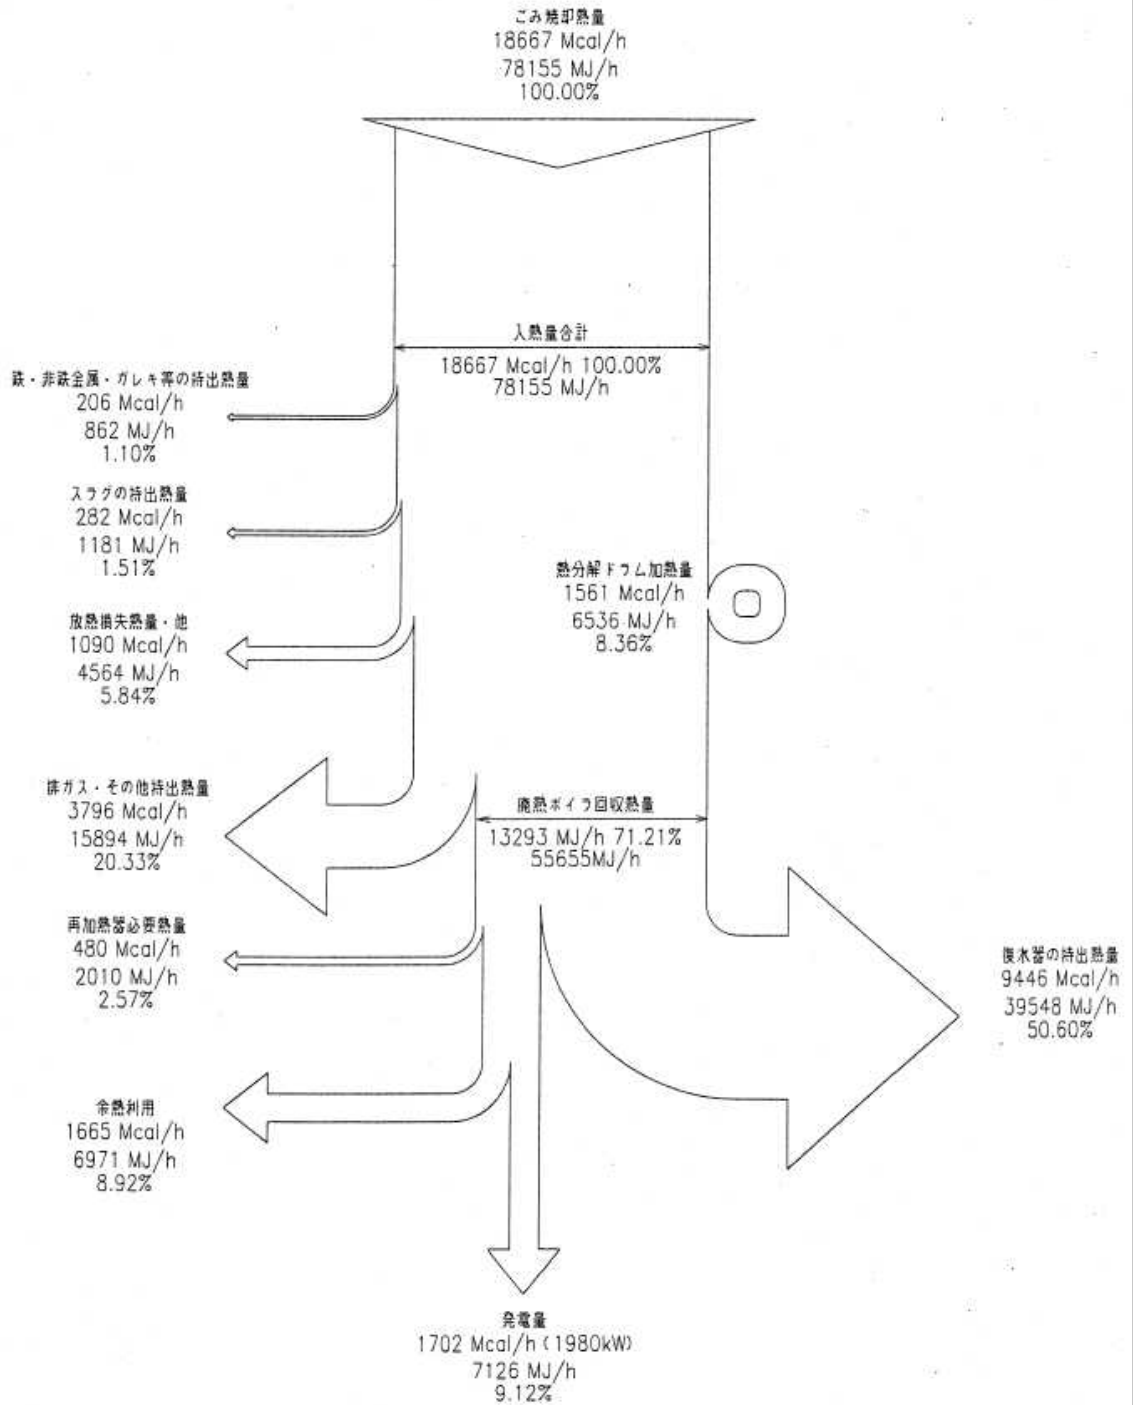 ごみ焼却熱量
18667 Mcal/h
78155 MJ/h
100.00%
入熱量合計
18667 Mcal/h 100.00%
78155 MJ/h
鉄・非鉄金属・ガレキ等の持出熱量
206 Mcal/h
862 MJ/h
1.10%
スラグの持出熱量
282 Mcal/h
1181 MJ/h
1.51%
熱分解ドラム加熱量
1561 Mcal/h
6536 MJ/h
8.36%
放熱損失熱量・他
1090 Mcal/h
4564 MJ/h
5.84%
排ガス・その他持出熱量
3796 Mcal/h
15894 MJ/h
20.33%
廃熱ボイラ回収熱量
13293 MJ/h 71.21%
55655MJ/h
再加熱器必要熱量
480 Mcal/h
2010 MJ/h
2.57%
復水器の持出熱量
9446 Mcal/h
39548 MJ/h
50.60%
余熱利用
1665 Mcal/h
6971 MJ/h
8.92%
発電量
1702 Mcal/h (1980kW)
7126 MJ/h
9.12%